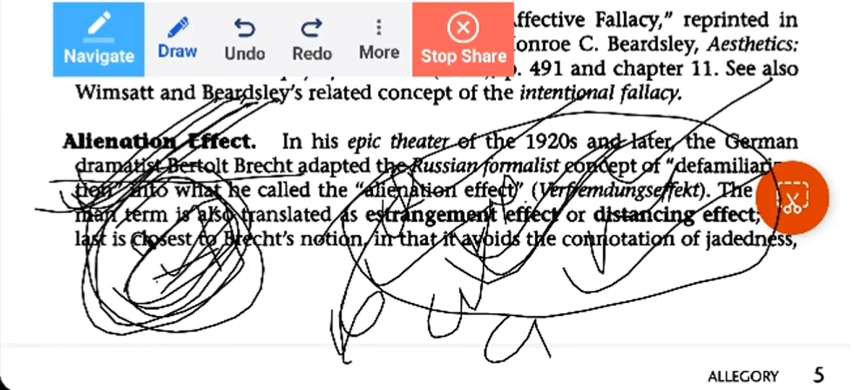 Navigate Draw Undo Redo More Stop Share
ffective Fallacy," reprinted in
onroe C. Beardsley, Aesthetics:
p. 491 and chapter 11. See also
Wimsatt and Beardsley's related concept of the intentional fallacy.
Alienation Effect. In his epic theater of the 1920s and later, the German
dramatist Bertolt Brecht adapted the Russian formalist concept of "defamiliariza-
tion" into what he called the "alienation effect" (Verfremdungseffekt). The
man term is also translated as estrangement effect or distancing effect;
last is closest to Brecht's notion, in that it avoids the connotation of jadedness,
ALLEGORY 5